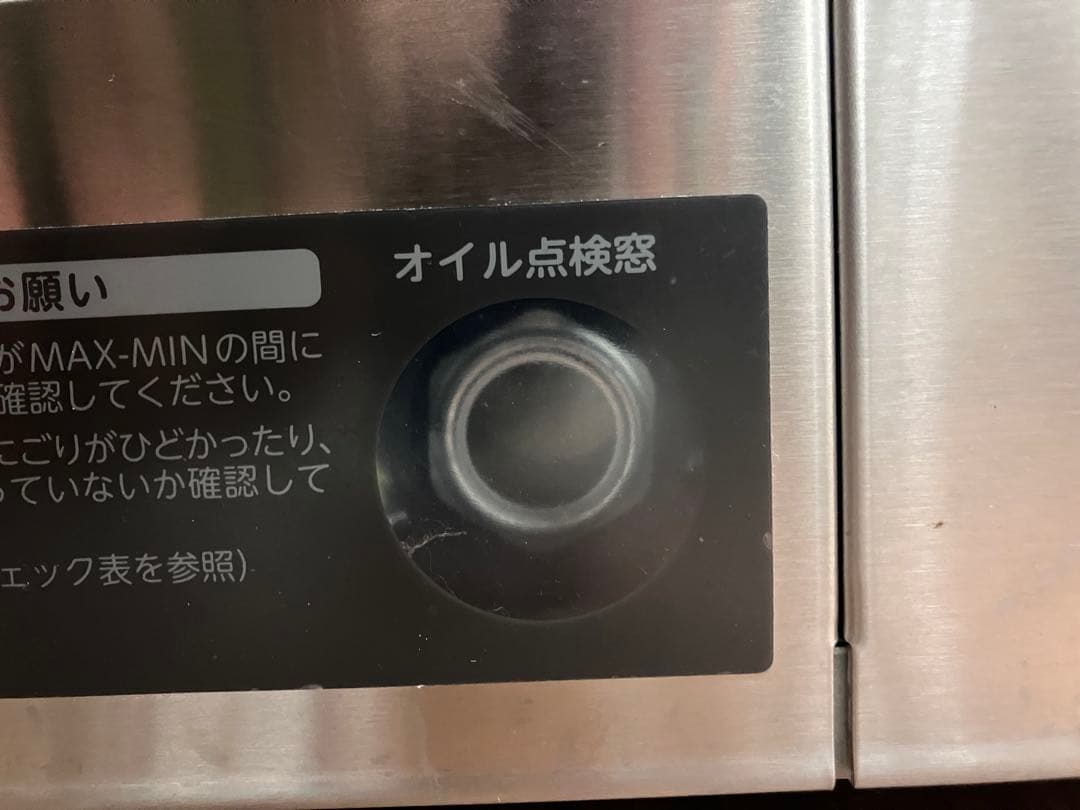 オイル点検窓
お願い
がMAX-MINの間に
確認してください。
にごりがひどかったり、
っていないか確認して
ェック表を参照)